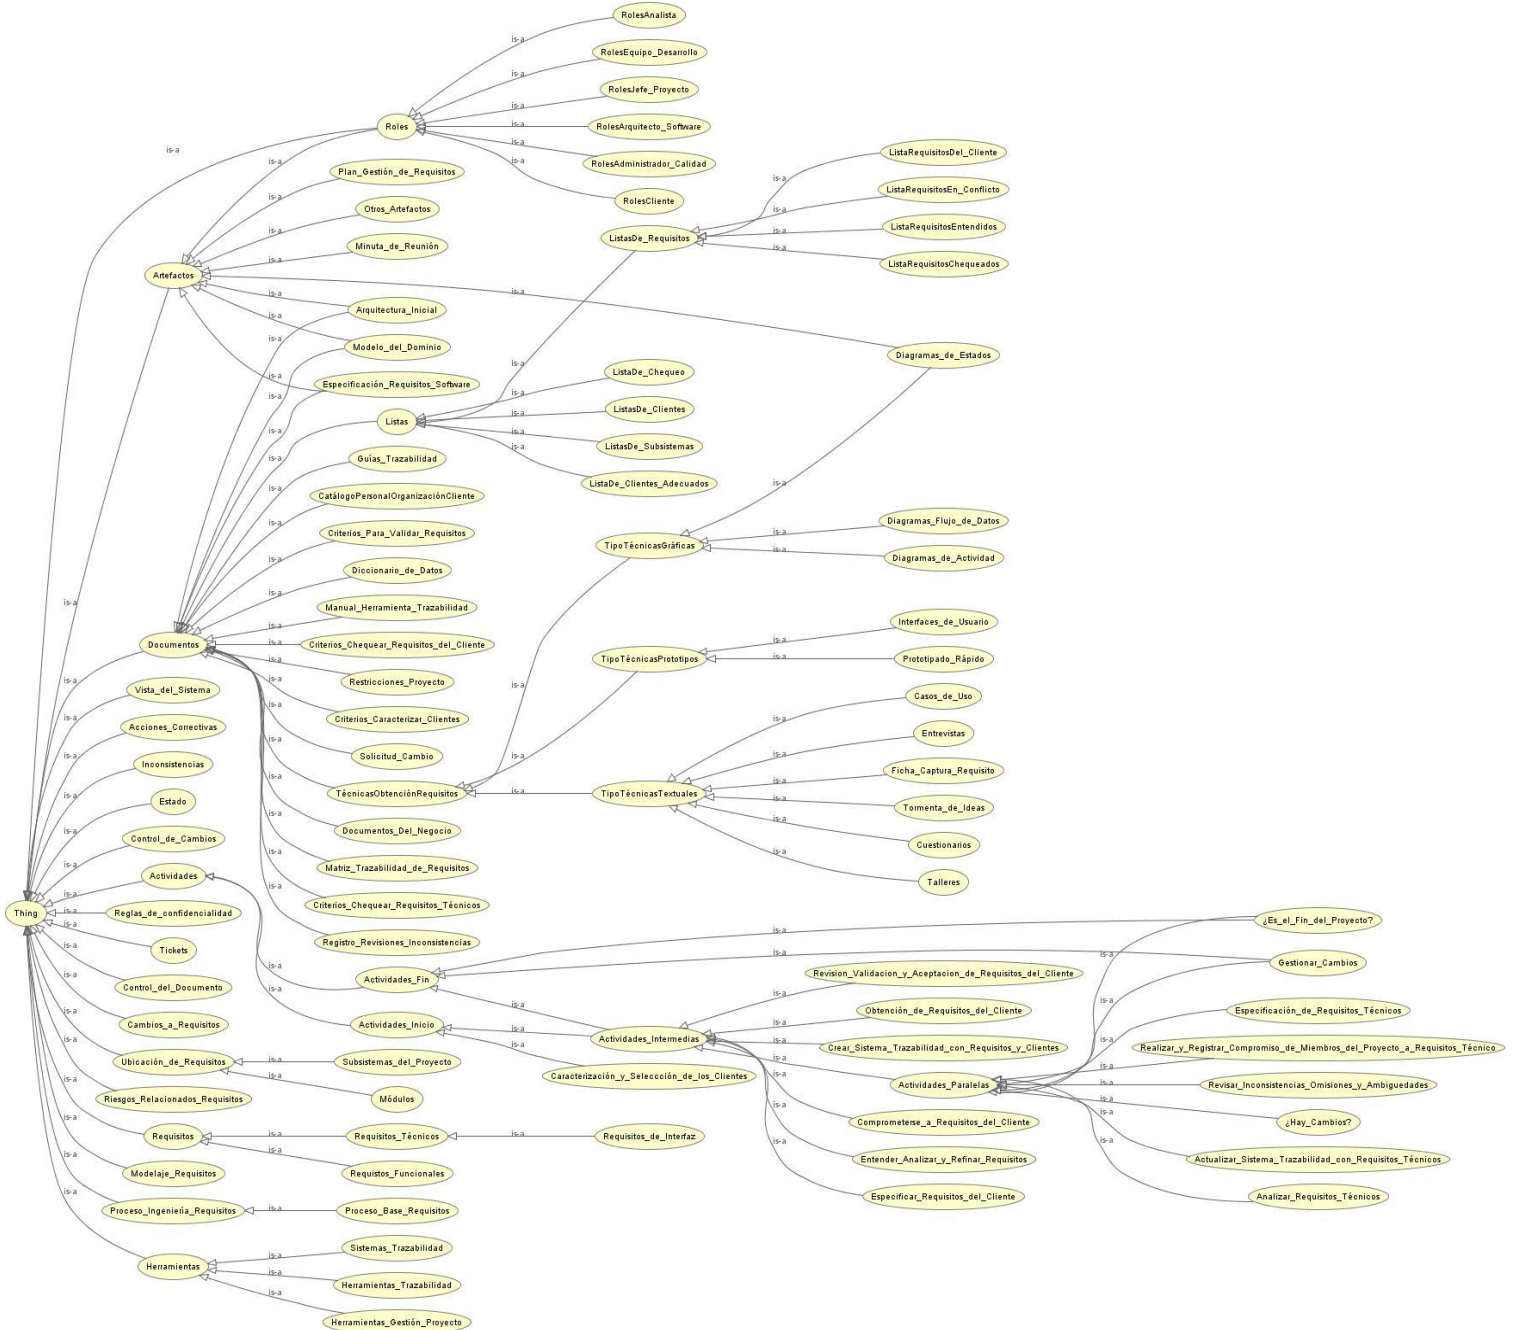 RolesAnalista
RolesEquipo_Desarrollo
RolesJefe_Proyecto
Roles
RolesArquitecto_Software
RolesAdministrador_Calidad
RolesCliente
ListaRequisitosDel_Cliente
ListaRequisitosEn_Conflicto
ListaRequisitosEntendidos
ListaRequisitosChequeados
ListasDe_Requisitos
Plan_Gestión_de_Requisitos
Otros_Artefactos
Minuta_de_Reunión
Artefactos
Arquitectura_Inicial
Modelo_del_Dominio
Especificación_Requisitos_Software
Diagramas_de_Estados
Listas
ListaDe_Chequeo
ListasDe_Clientes
ListasDe_Subsistemas
ListaDe_Clientes_Adecuados
Guías_Trazabilidad
CatálogoPersonalOrganizaciónCliente
Criterios_Para_Validar_Requisitos
Diccionario_de_Datos
Manual_Herramienta_Trazabilidad
Documentos
Criterios_Chequear_Requisitos_del_Cliente
Restricciones_Proyecto
Criterios_Caracterizar_Clientes
Solicitud_Cambio
TécnicasObtenciónRequisitos
Documentos_Del_Negocio
Matriz_Trazabilidad_de_Requisitos
Criterios_Chequear_Requisitos_Técnicos
Registro_Revisiones_Inconsistencias
TipoTécnicasGráficas
Diagramas_Flujo_de_Datos
Diagramas_de_Actividad
TipoTécnicasPrototipos
Interfaces_de_Usuario
Prototipado_Rápido
TipoTécnicasTextuales
Casos_de_Uso
Entrevistas
Ficha_Captura_Requisito
Tormenta_de_Ideas
Cuestionarios
Talleres
Vista_del_Sistema
Acciones_Correctivas
Inconsistencias
Estado
Control_de_Cambios
Actividades
Thing
Reglas_de_confidencialidad
Tickets
Control_del_Documento
Cambios_a_Requisitos
Ubicación_de_Requisitos
Riesgos_Relacionados_Requisitos
Requisitos
Modelaje_Requisitos
Proceso_Ingeniería_Requisitos
Herramientas
Actividades_Fin
Actividades_Inicio
Subsistemas_del_Proyecto
Módulos
Requisitos_Técnicos
Requistos_Funcionales
Proceso_Base_Requisitos
Sistemas_Trazabilidad
Herramientas_Trazabilidad
Herramientas_Gestión_Proyecto
Actividades_Intermedias
Caracterización_y_Seleccción_de_los_Clientes
Requisitos_de_Interfaz
Revision_Validacion_y_Aceptacion_de_Requisitos_del_Cliente
Obtención_de_Requisitos_del_Cliente
Crear_Sistema_Trazabilidad_con_Requisitos_y_Clientes
Actividades_Paralelas
Comprometerse_a_Requisitos_del_Cliente
Entender_Analizar_y_Refinar_Requisitos
Especificar_Requisitos_del_Cliente
¿Es_el_Fin_del_Proyecto?
Gestionar_Cambios
Especificación_de_Requisitos_Técnicos
Realizar_y_Registrar_Compromiso_de_Miembros_del_Proyecto_a_Requisitos_Técnico
Revisar_Inconsistencias_Omisiones_y_Ambiguedades
¿Hay_Cambios?
Actualizar_Sistema_Trazabilidad_con_Requisitos_Técnicos
Analizar_Requisitos_Técnicos
is-a